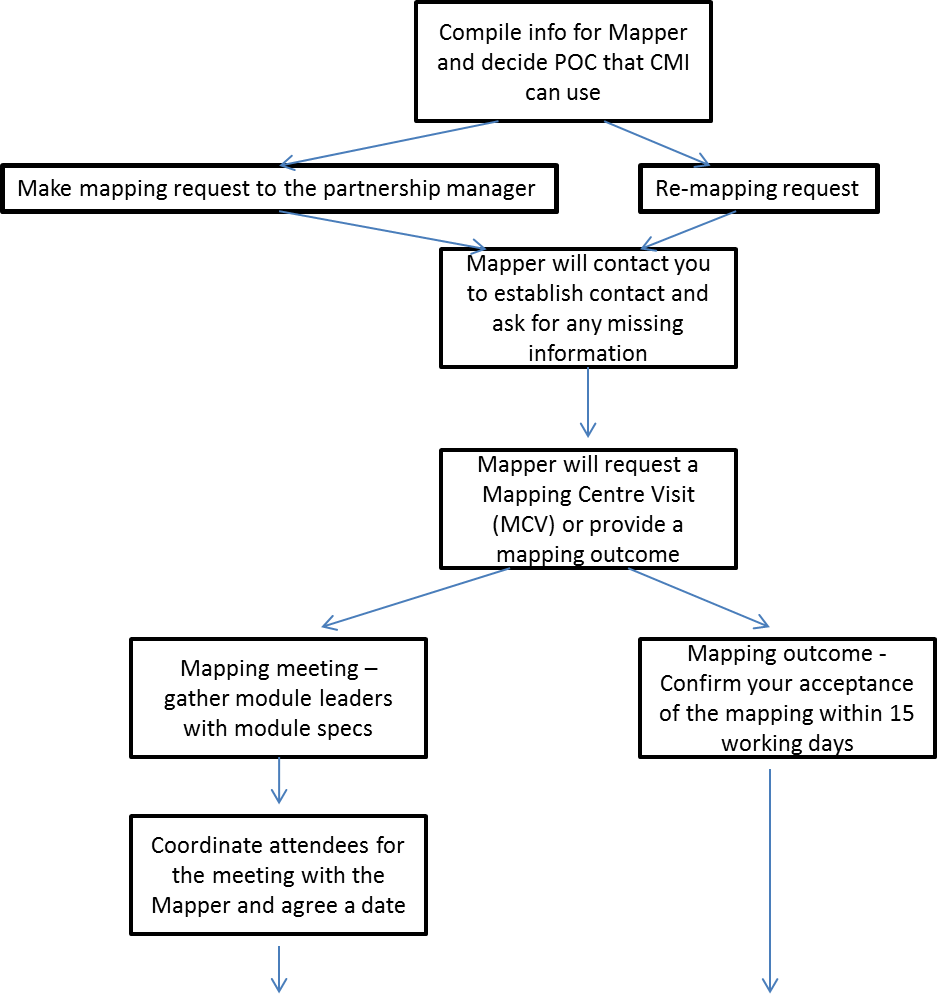 Compile info for Mapper
and decide POC that CMI
can use
Make mapping request to the partnership manager
Re-mapping request
Mapper will contact you
to establish contact and
ask for any missing
information
Mapper will request a
Mapping Centre Visit
(MCV) or provide a
mapping outcome
Mapping meeting –
gather module leaders
with module specs
Mapping outcome -
Confirm your acceptance
of the mapping within 15
working days
Coordinate attendees for
the meeting with the
Mapper and agree a date